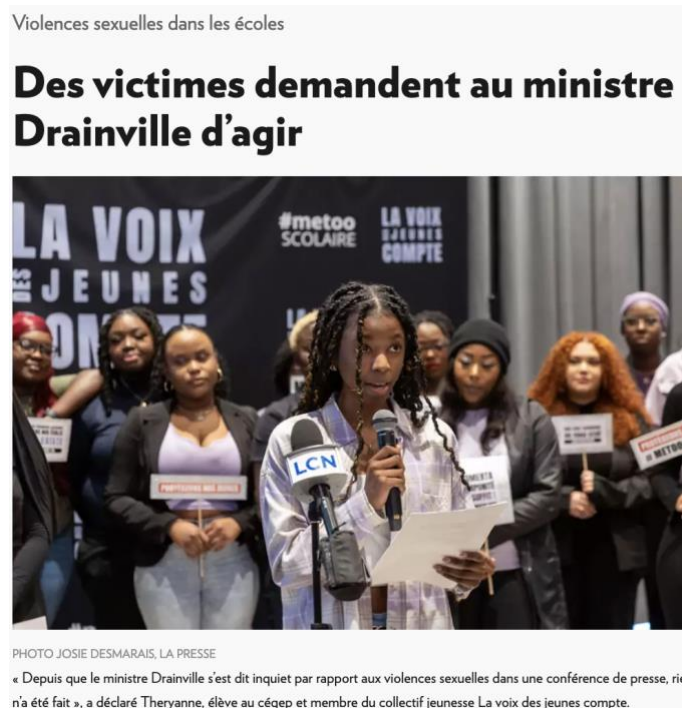 Violences sexuelles dans les écoles
Des victimes demandent au ministre
Drainville d'agir
LA VOIX
DES JEUNES
#metoo
SCOLAIRE
LA VOIX
DES JEUNES
COMPTE
LCN
PHOTO JOSIE DESMARAIS, LA PRESSE
« Depuis que le ministre Drainville s'est dit inquiet par rapport aux violences sexuelles dans une conférence de presse,
n'a été fait », a déclaré Theryanne, élève au cégep et membre du collectif jeunesse La voix des jeunes compte.